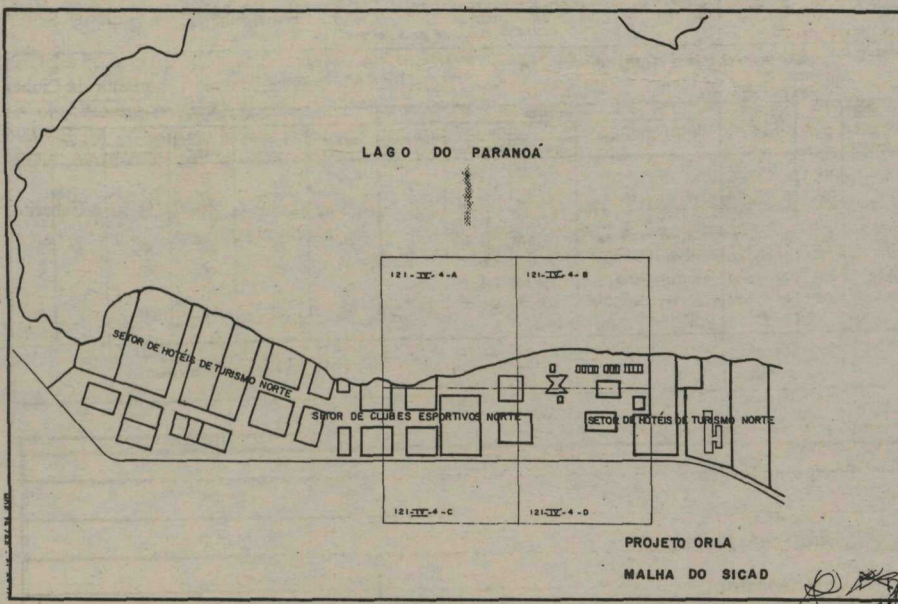 LAGO DO PARANOÁ
121-IV-4-A
121-IV-4-B
SETOR DE HOTÉIS DE TURISMO NORTE
SETOR DE CLUBES ESPORTIVOS NORTE
SETOR DE HOTÉIS DE TURISMO NORTE
121-IV-4-C
121-IV-4-D
PROJETO ORLA
MALHA DO SICAD